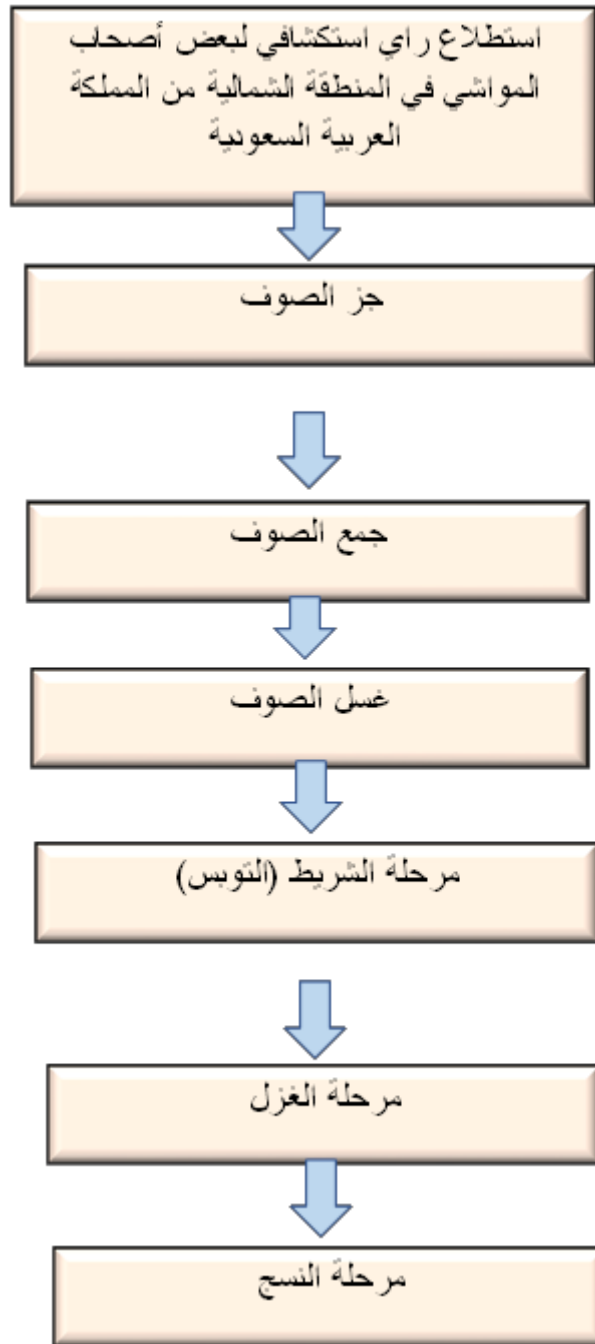 استطلاع راي استكشافي لبعض أصحاب
المواشي في المنطقة الشمالية من المملكة
العربية السعودية
جز الصوف
جمع الصوف
غسل الصوف
مرحلة الشريط (التوبس)
مرحلة الغزل
مرحلة النسج